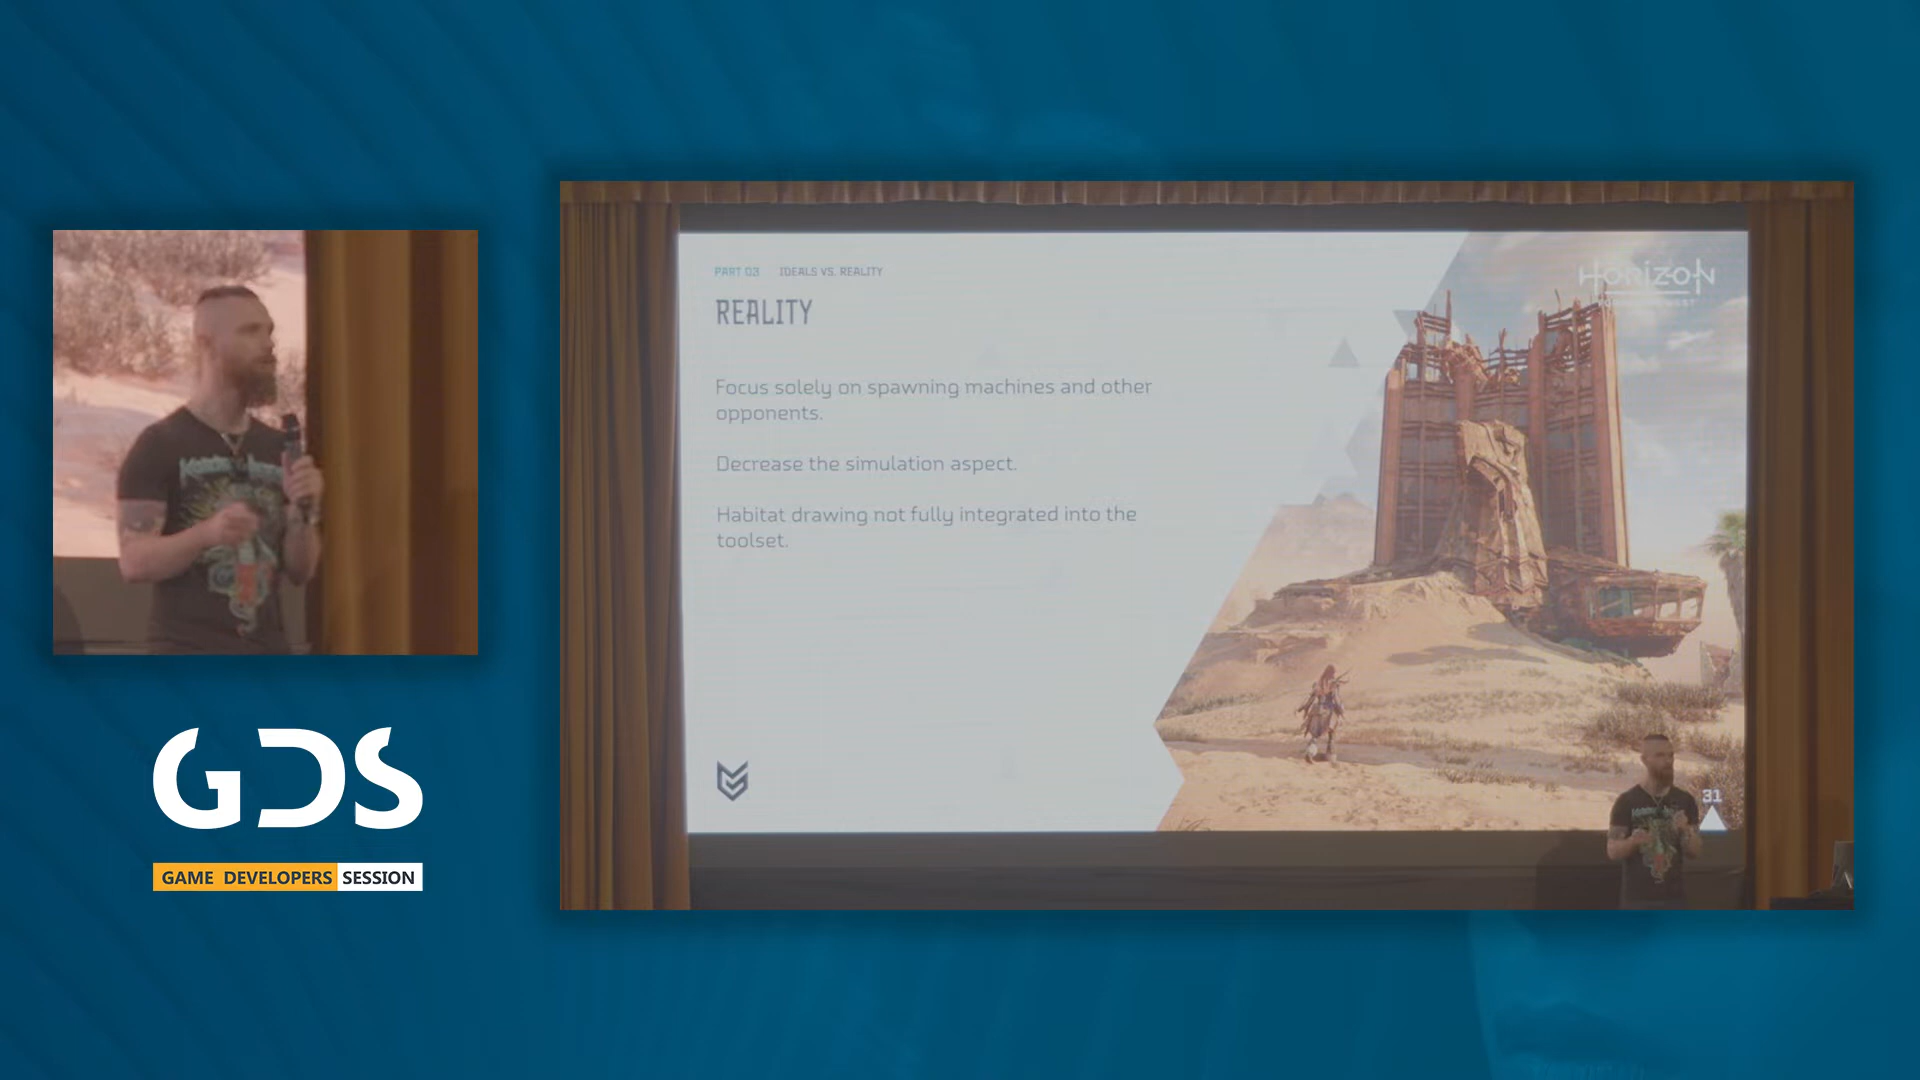 PART 03 IDEALS VS. REALITY
HORIZON
REALITY
Focus solely on spawning machines and other
opponents.
Decrease the simulation aspect.
Habitat drawing not fully integrated into the
toolset.
31
GDS
GAME DEVELOPERS SESSION